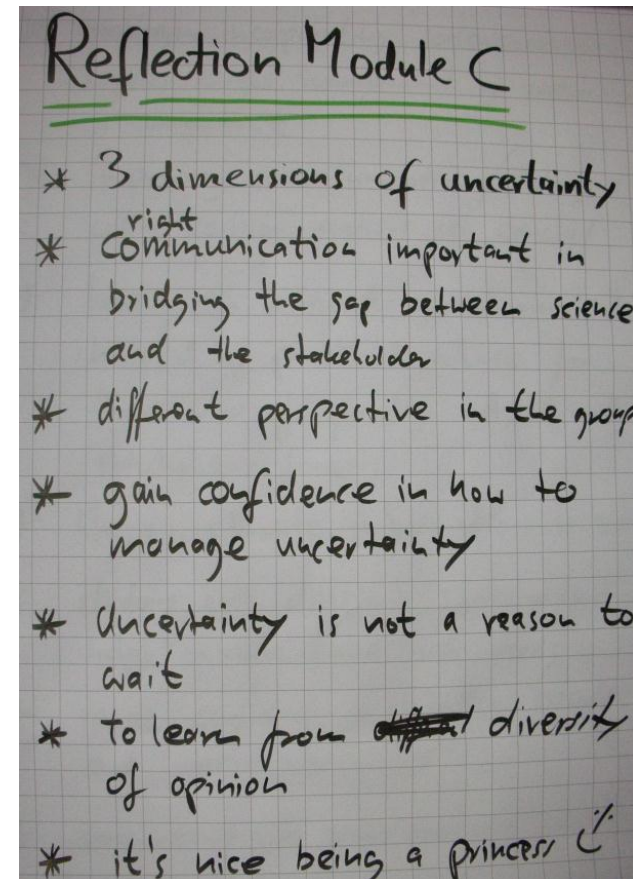 Reflection Module C
* 3 dimensions of uncertainty
right
* communication important in
bridging the gap between science
and the stakeholder
* different perspective in the group
* gain confidence in how to
manage uncertainty
* Uncertainty is not a reason to
wait
* to learn from diversity
of opinion
* it's nice being a princess